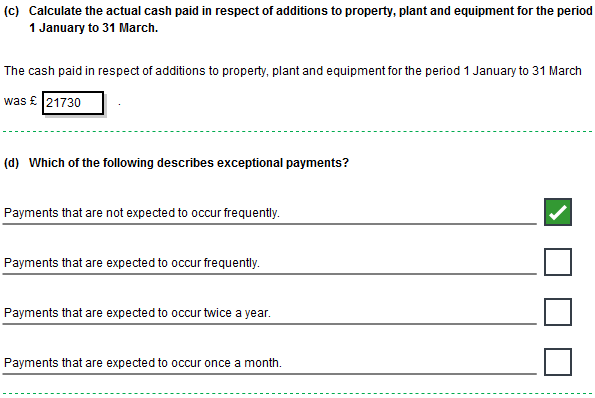 (c) Calculate the actual cash paid in respect of additions to property, plant and equipment for the period
1 January to 31 March.
The cash paid in respect of additions to property, plant and equipment for the period 1 January to 31 March
was £ 21730 .
(d) Which of the following describes exceptional payments?
Payments that are not expected to occur frequently.
Payments that are expected to occur frequently.
Payments that are expected to occur twice a year.
Payments that are expected to occur once a month.